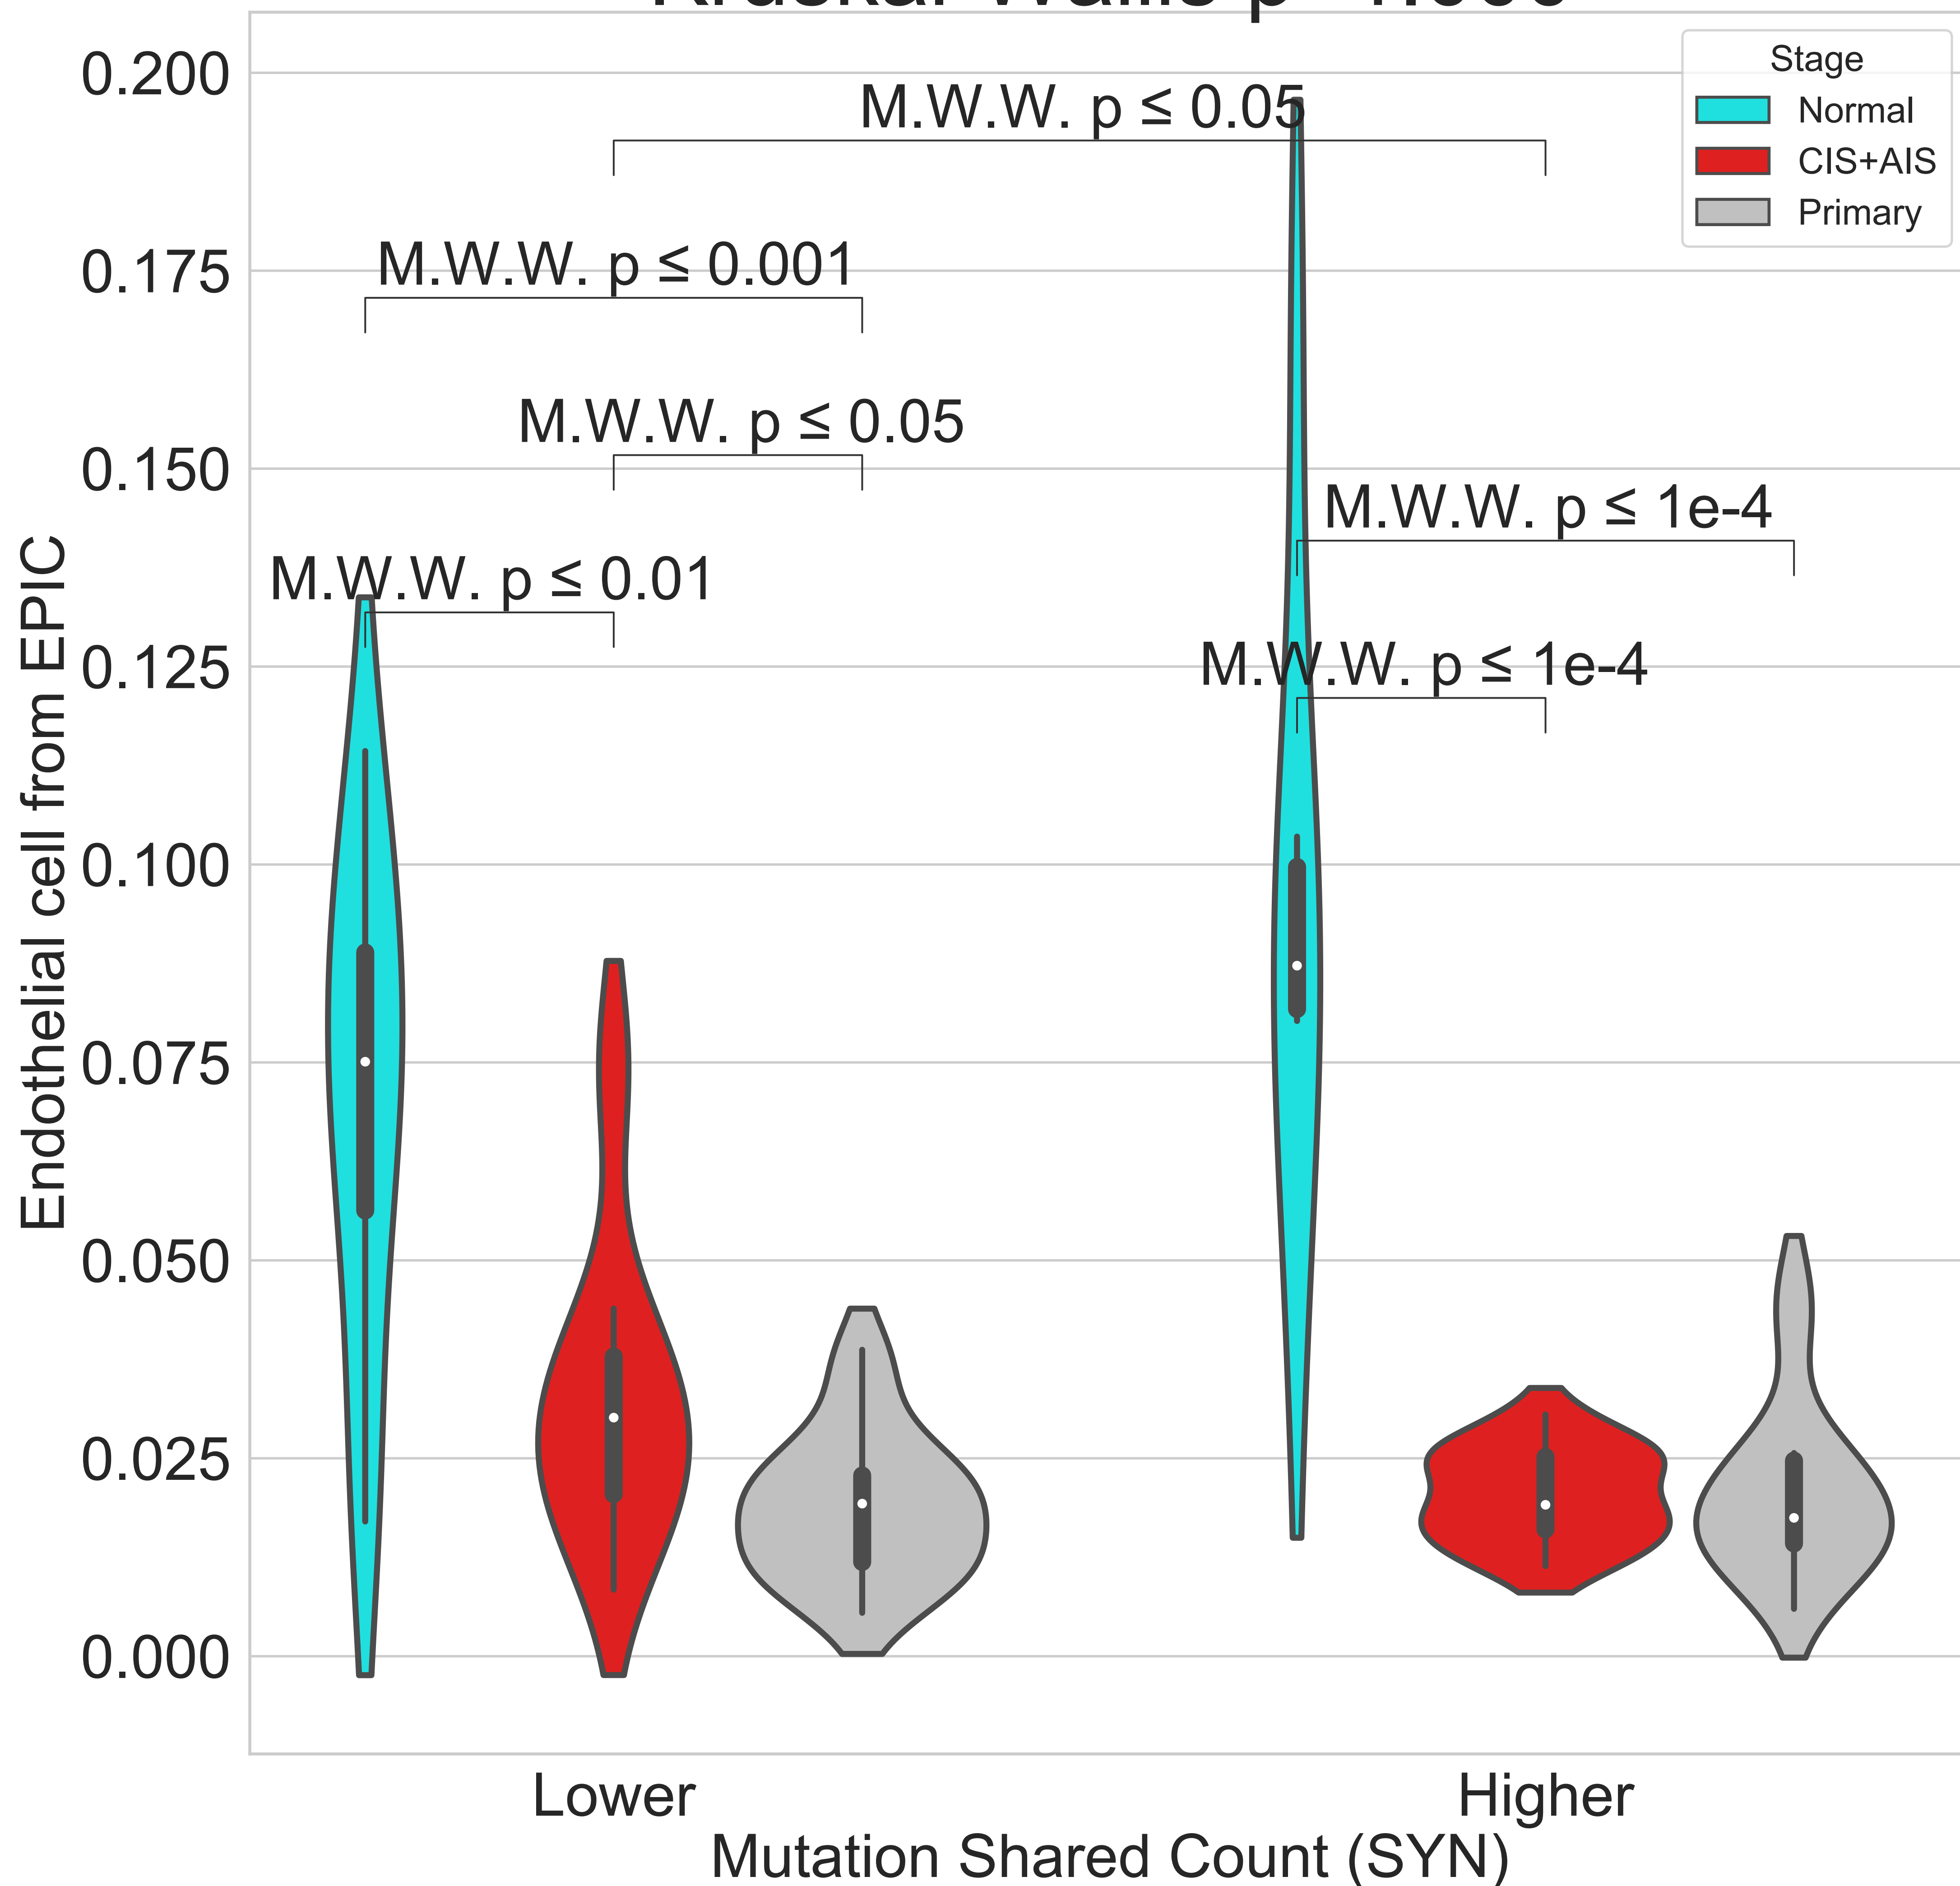 0.200
0.175
0.150
0.125
0.100
0.075
0.050
0.025
0.000
Endothelial cell from EPIC
M.W.W. p ≤ 0.05
M.W.W. p ≤ 0.001
M.W.W. p ≤ 0.05
M.W.W. p ≤ 0.01
M.W.W. p ≤ 1e-4
M.W.W. p ≤ 1e-4
Stage
Normal
CIS+AIS
Primary
Lower
Higher
Mutation Shared Count (SYN)